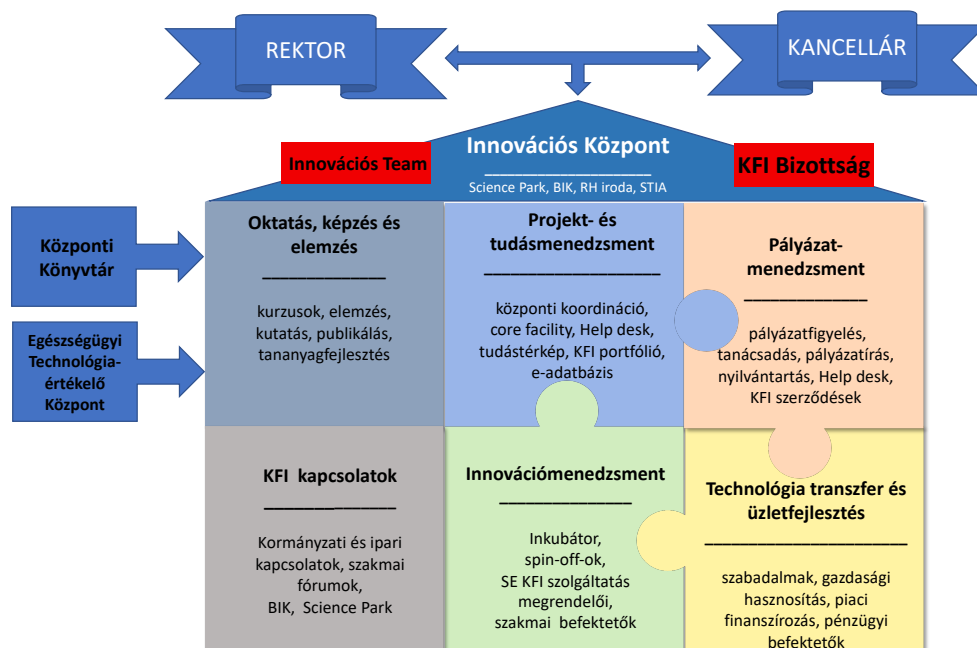 REKTOR
KANCELLÁR
Innovációs Központ
Science Park, BIK, RH iroda, STIA
Innovációs Team
KFI Bizottság
Központi
Könyvtár
Egészségügyi
Technológia-
értékelő
Központ
Oktatás, képzés és
elemzés
kurzusok, elemzés,
kutatás, publikálás,
tananyagfejlesztés
Projekt- és
tudásmenedzsment
központi koordináció,
core facility, Help desk,
tudástérkép, KFI portfólió,
e-adatbázis
Pályázat-
menedzsment
pályázatfigyelés,
tanácsadás, pályázatírás,
nyilvántartás, Help desk,
KFI szerződések
KFI kapcsolatok
Kormányzati és ipari
kapcsolatok, szakmai
fórumok,
BIK, Science Park
Innovációmenedzsment
Inkubátor,
spin-off-ok,
SE KFI szolgáltatás
megrendelői,
szakmai befektetők
Technológia transzfer és
üzletfejlesztés
szabadalmak, gazdasági
hasznosítás, piaci
finanszírozás, pénzügyi
befektetők